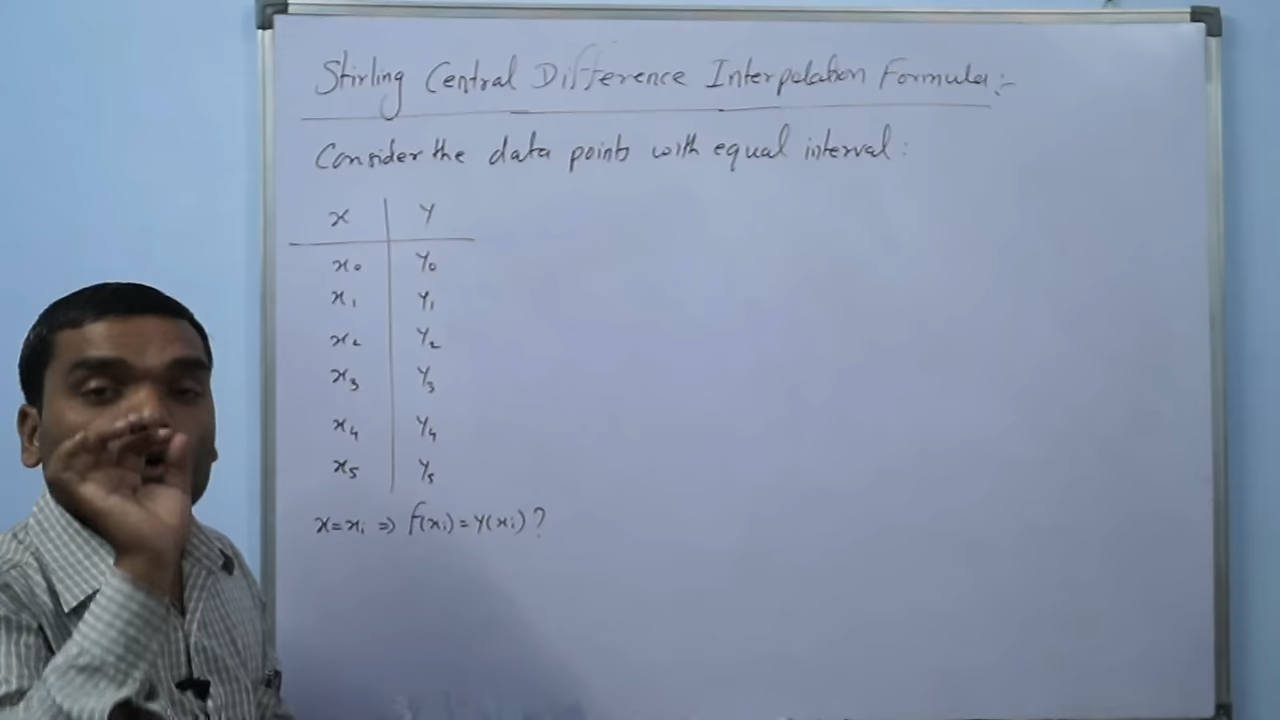 Stirling Central Difference Interpolation Formula:-
Consider the data points with equal interval:
x Y
x₀ Y₀
x₁ Y₁
x₂ Y₂
x₃ Y₃
x₄ Y₄
x₅ Y₅
x=xᵢ ⇒ f(xᵢ)=Y(xᵢ)?